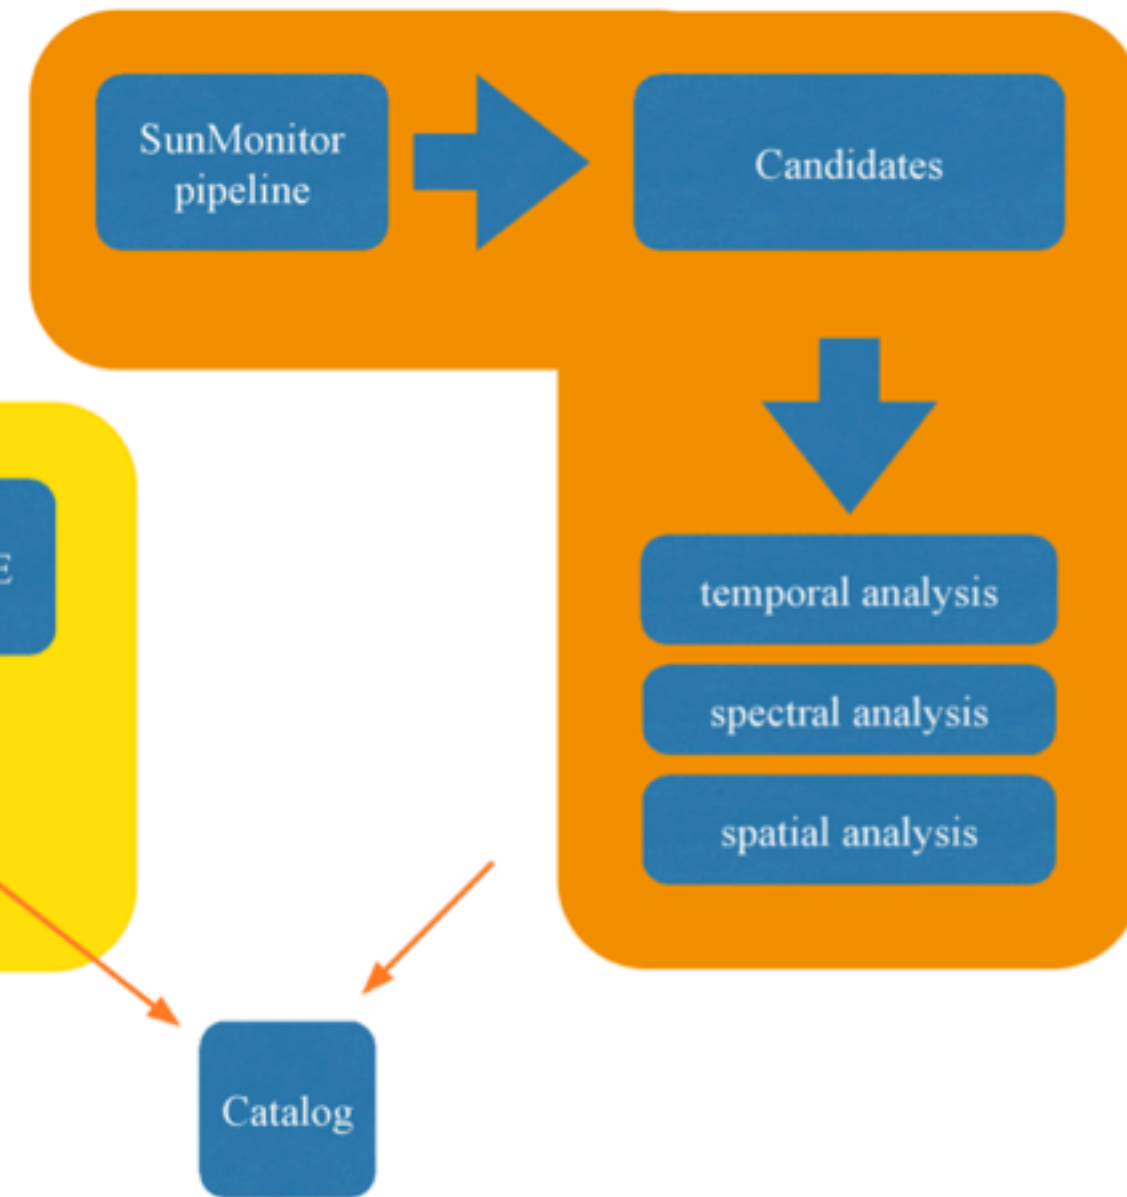 SunMonitor
pipeline
Candidates
E
temporal analysis
spectral analysis
spatial analysis
Catalog